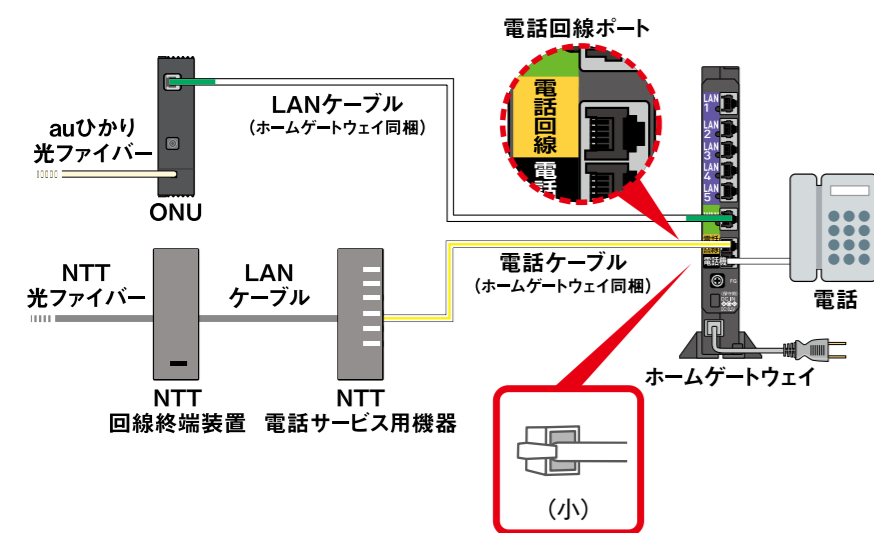 電話回線ポート
電話回線
電話
LANケーブル
(ホームゲートウェイ同梱)
auひかり
光ファイバー
ONU
LAN
1
LAN
2
LAN
3
LAN
4
LAN
5
電話機
FG
電話
NTT
光ファイバー
LAN
ケーブル
電話ケーブル
(ホームゲートウェイ同梱)
ホームゲートウェイ
NTT
回線終端装置
NTT
電話サービス用機器
(小)